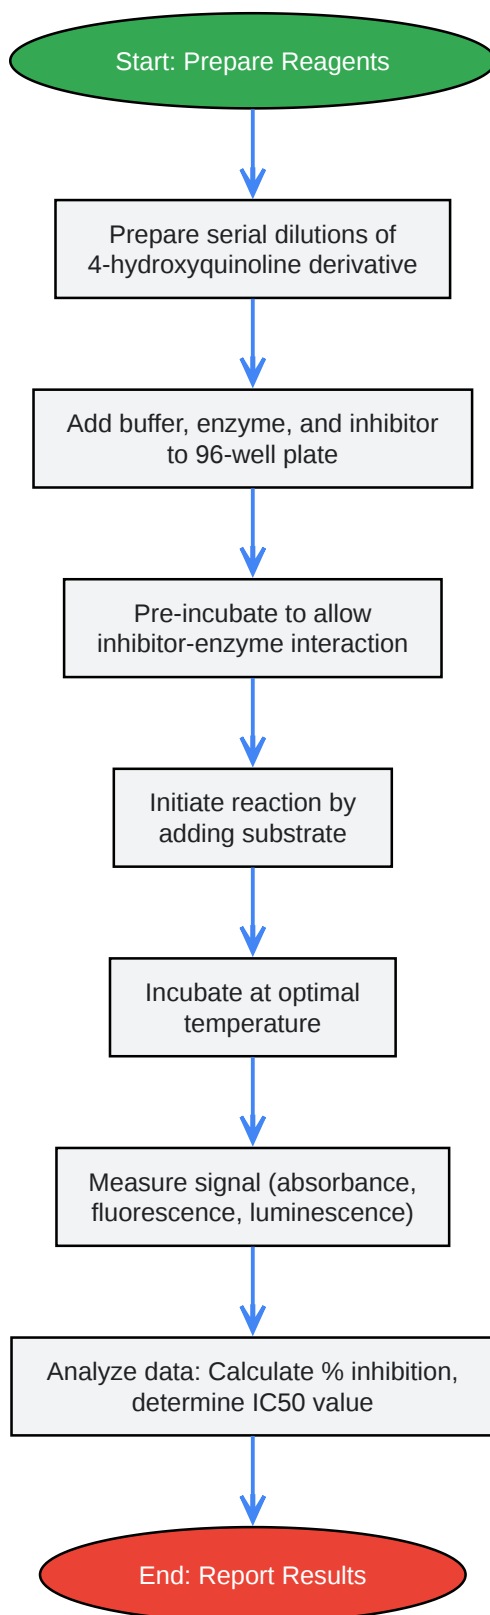 Start: Prepare Reagents
Prepare serial dilutions of
4-hydroxyquinoline derivative
Add buffer, enzyme, and inhibitor
to 96-well plate
Pre-incubate to allow
inhibitor-enzyme interaction
Initiate reaction by
adding substrate
Incubate at optimal
temperature
Measure signal (absorbance,
fluorescence, luminescence)
Analyze data: Calculate % inhibition,
determine IC50 value
End: Report Results